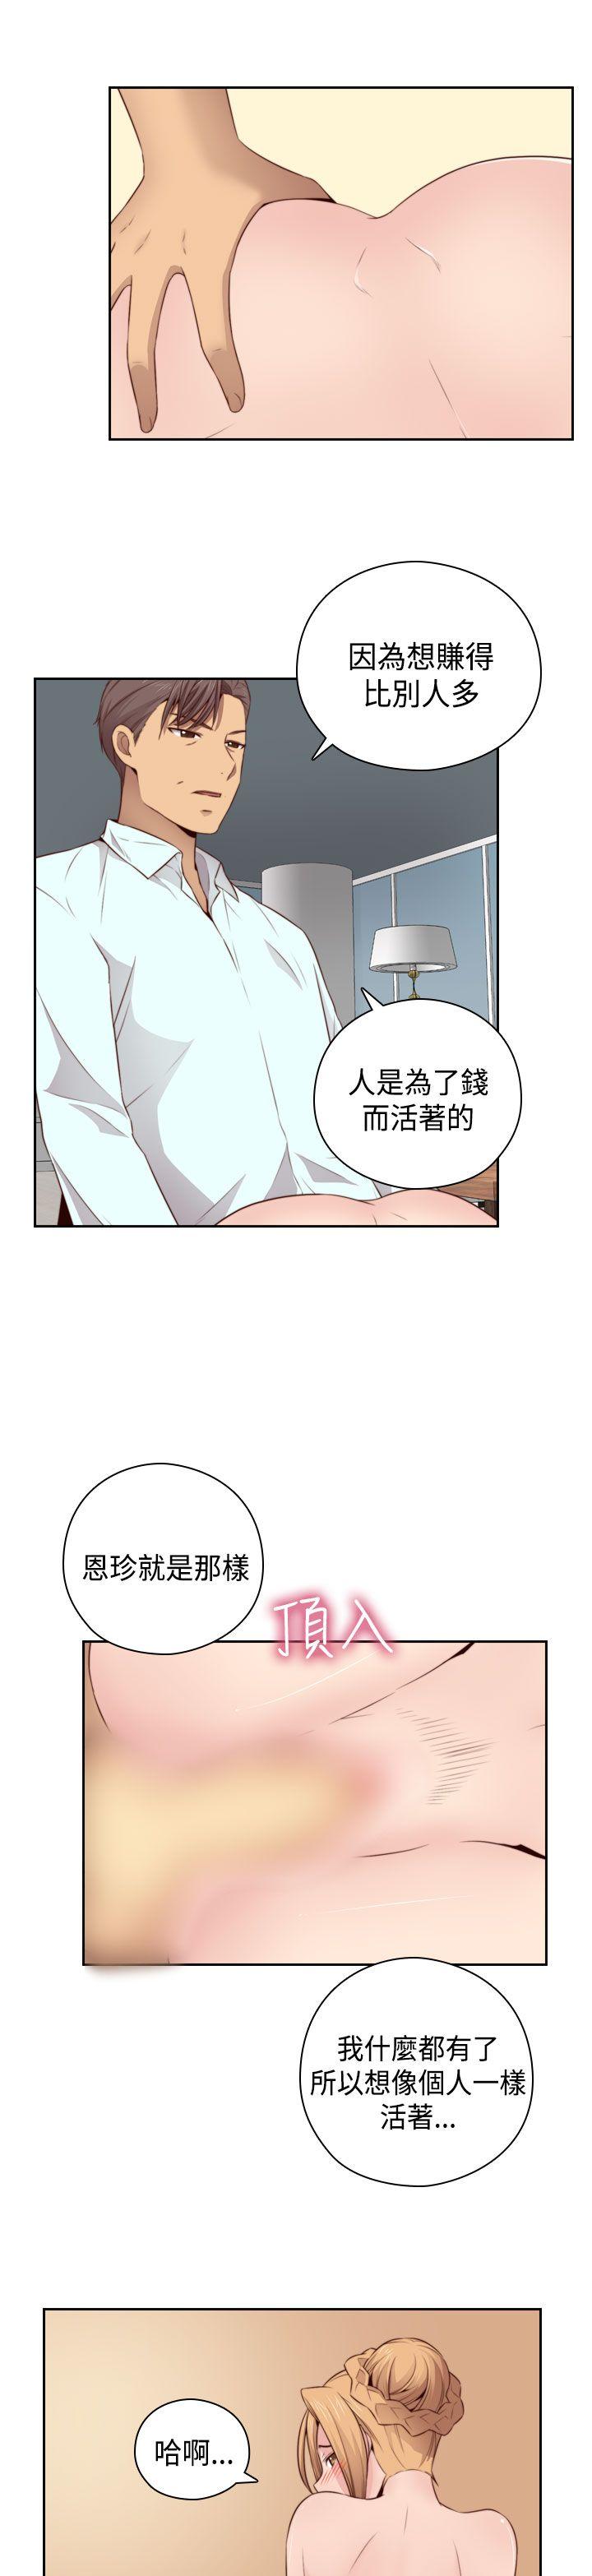 因為想賺得
比別人多
人是為了錢
而活著的
恩珍就是那樣
頂入
我什麼都有了
所以想像個人一樣
活著...
哈啊...